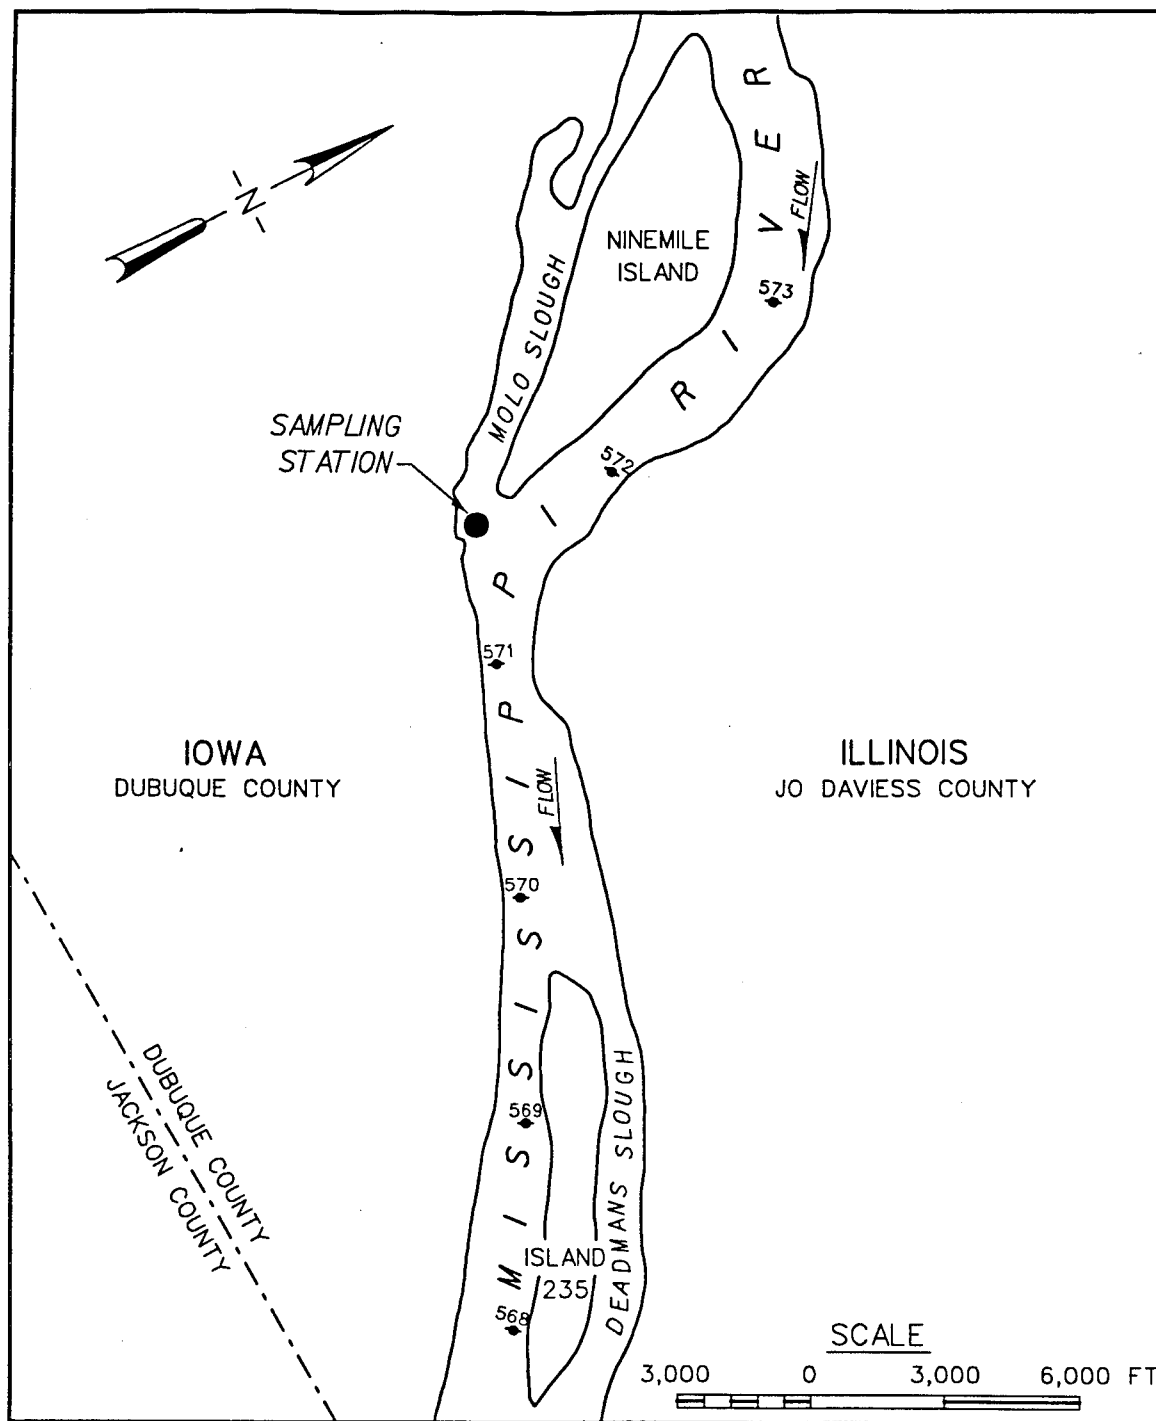 R
E
V
I
R
I
P
P
I
S
S
I
S
S
I
M
-N-
FLOW
NINEMILE
ISLAND
573
MOLO SLOUGH
SAMPLING
STATION
572
571
IOWA
DUBUQUE COUNTY
ILLINOIS
JO DAVIESS COUNTY
FLOW
570
DUBUQUE COUNTY
JACKSON COUNTY
569
DEADMANS SLOUGH
ISLAND
235
568
SCALE
3,000 0 3,000 6,000 FT